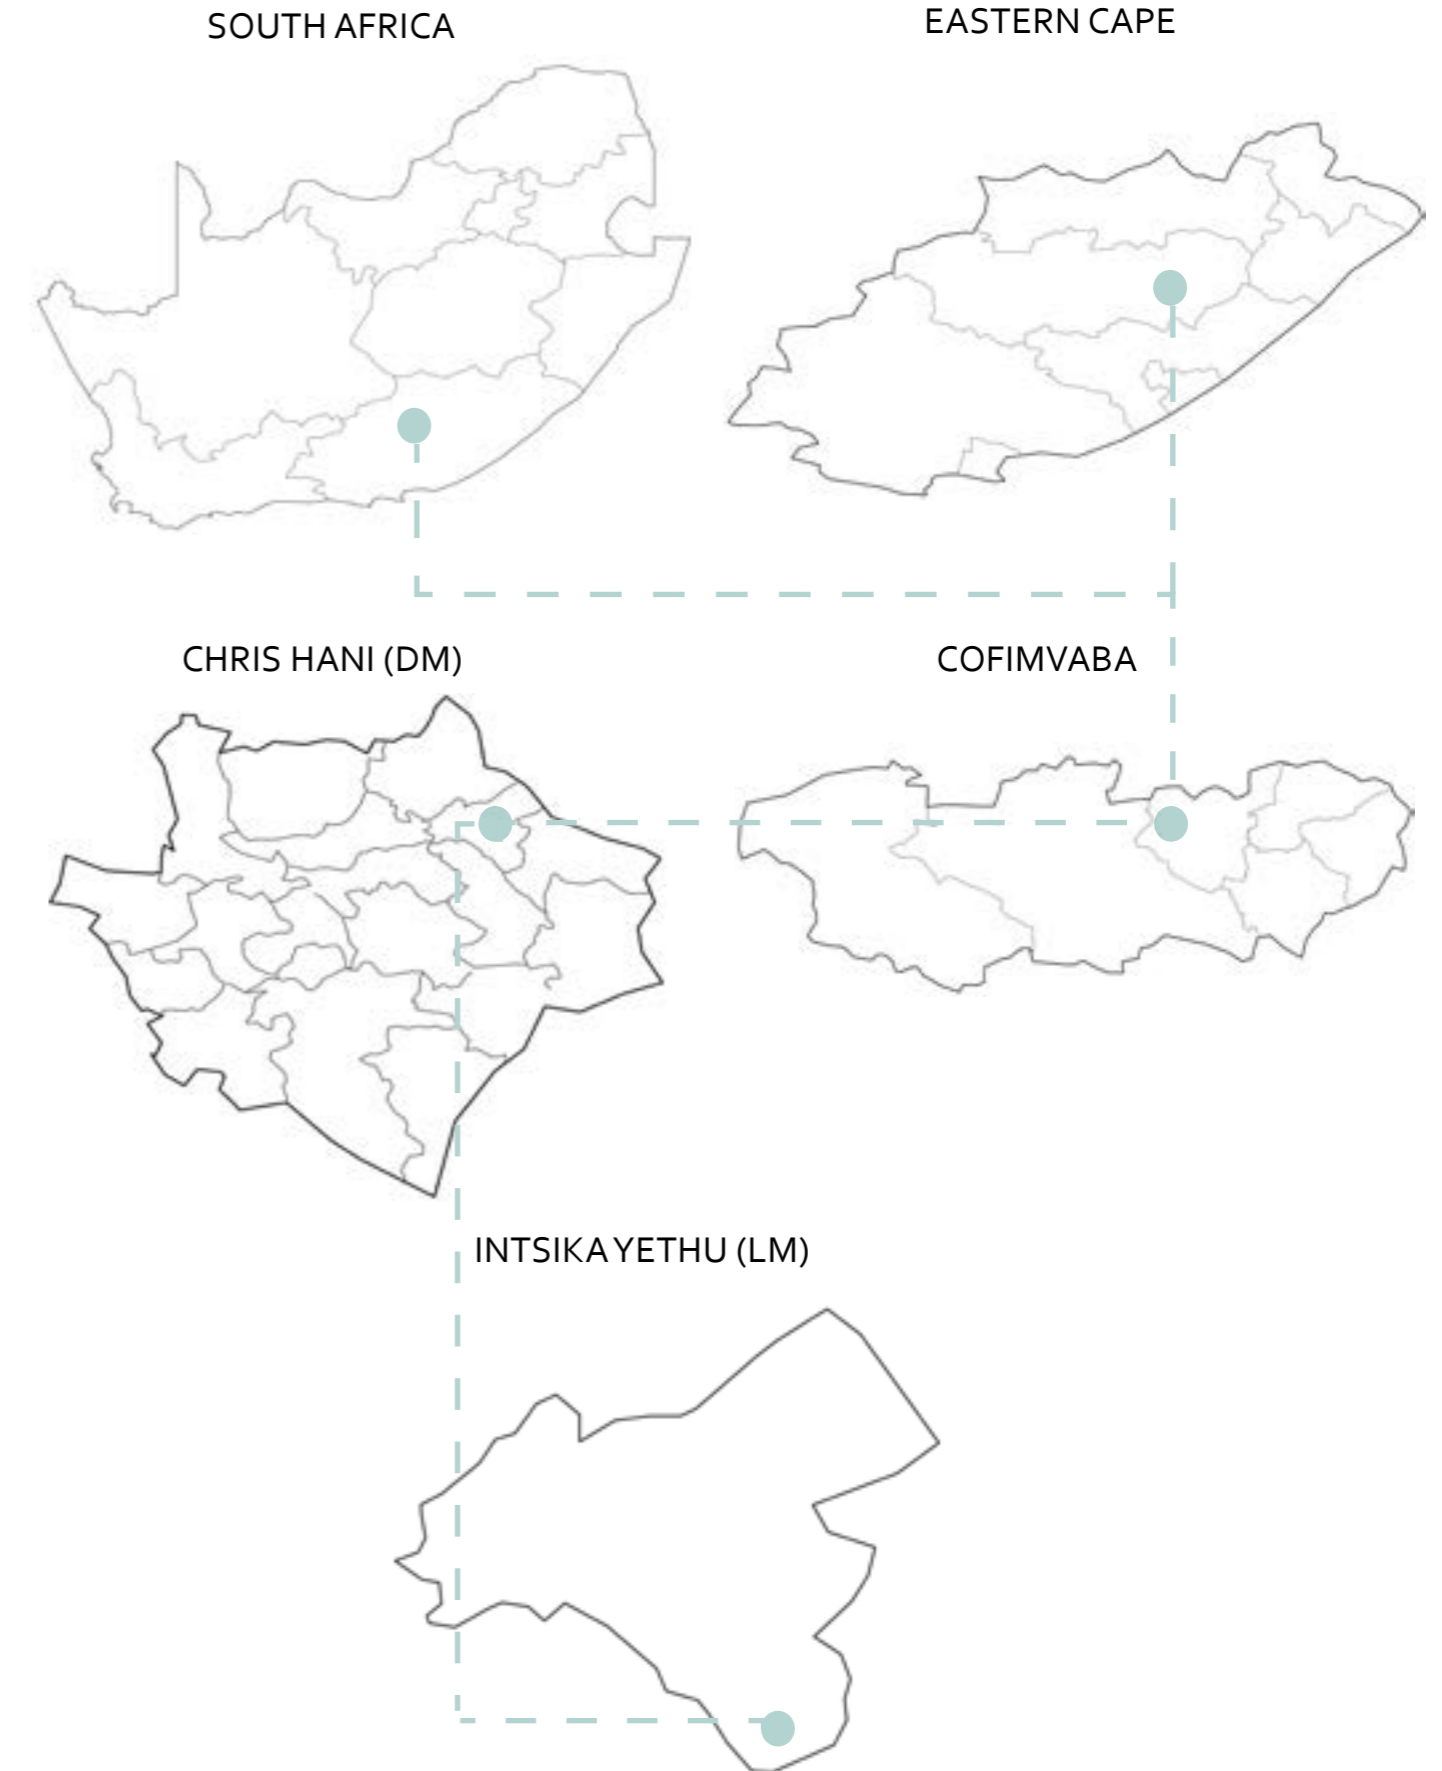 SOUTH AFRICA
EASTERN CAPE
CHRIS HANI (DM)
COFIMVABA
INTSIKA YETHU (LM)